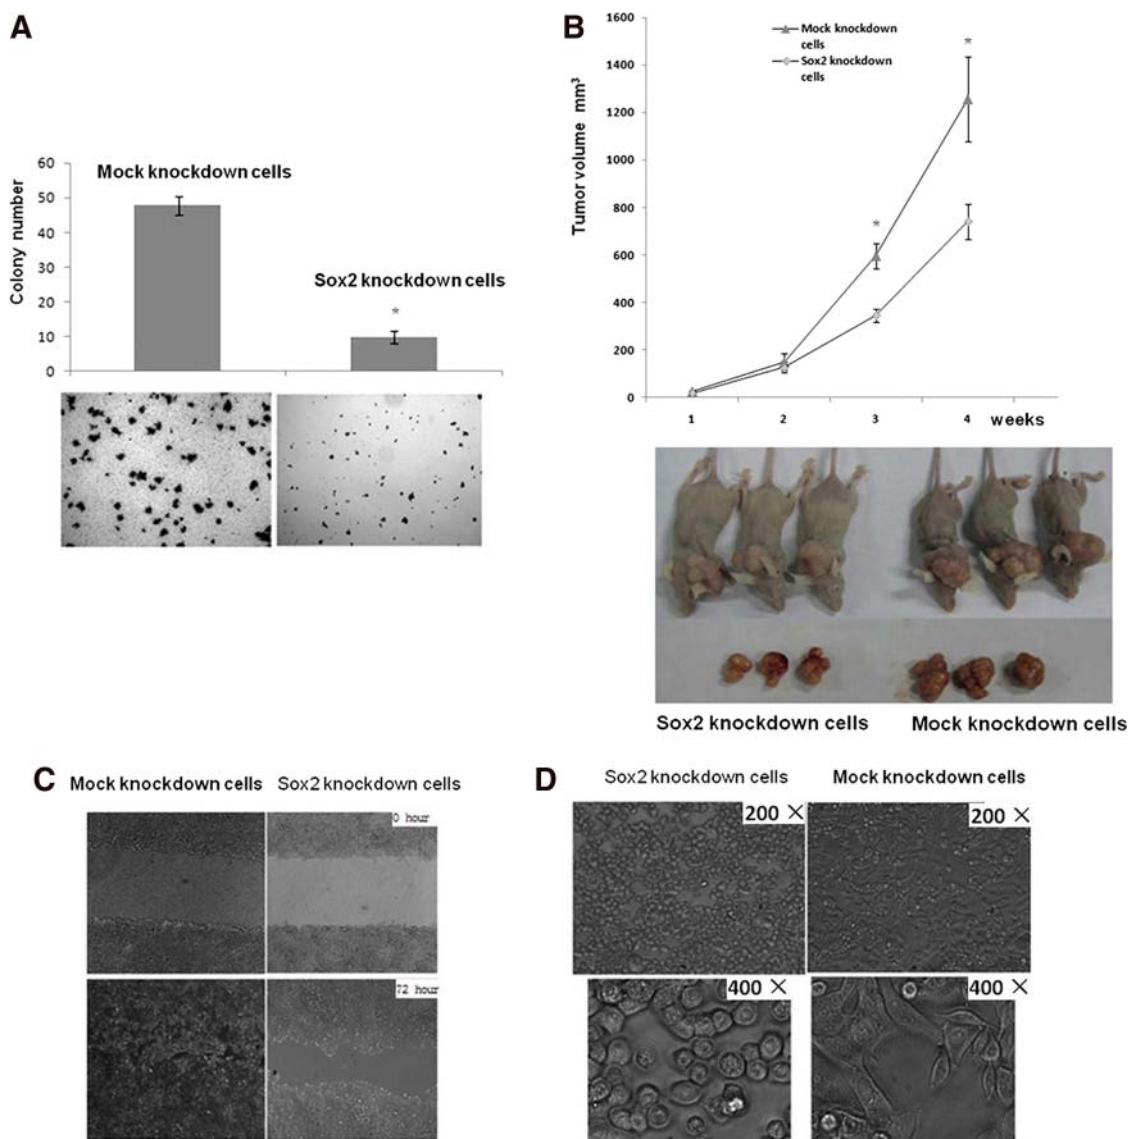 A
Mock knockdown cells
Sox2 knockdown cells
*
Colony number
60
50
40
30
20
10
0
B
1600
1400
1200
1000
800
600
400
200
0
Tumor volume mm³
Mock knockdown
cells
Sox2 knockdown
cells
*
*
1 2 3 4 weeks
Sox2 knockdown cells Mock knockdown cells
C
Mock knockdown cells Sox2 knockdown cells
0 hour
72 hour
D
Sox2 knockdown cells Mock knockdown cells
200 × 200 ×
400 × 400 ×